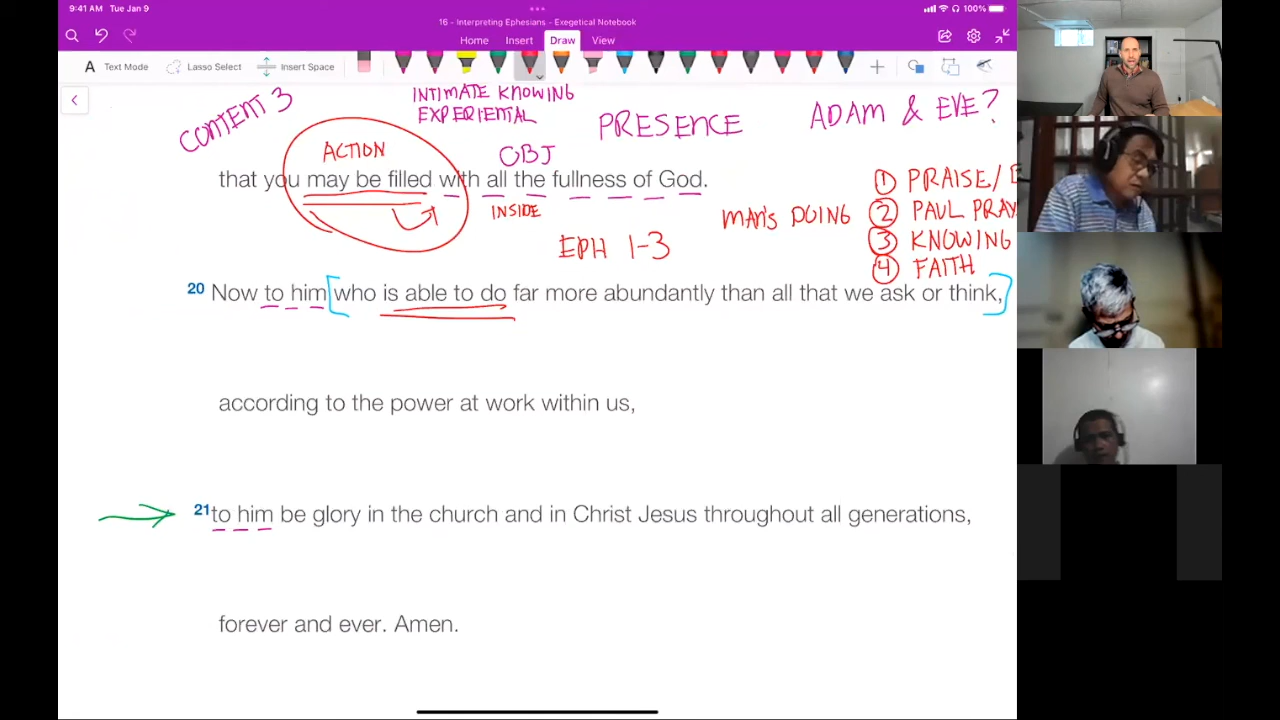 9:41 AM Tue Jan 9
100%
16 - Interpreting Ephesians - Exegetical Notebook
Home Insert Draw View
A Text Mode Lasso Select Insert Space
CONTENT 3
INTIMATE KNOWING
EXPERIENTAL
PRESENCE
ADAM & EVE?
ACTION
OBJ
that you may be filled with all the fullness of God.
INSIDE
MAN'S DOING
EPH 1-3
① PRAISE/
② PAUL PRAY
③ KNOWING
④ FAITH
20 Now to him [who is able to do far more abundantly than all that we ask or think,]
according to the power at work within us,
21 to him be glory in the church and in Christ Jesus throughout all generations,
forever and ever. Amen.